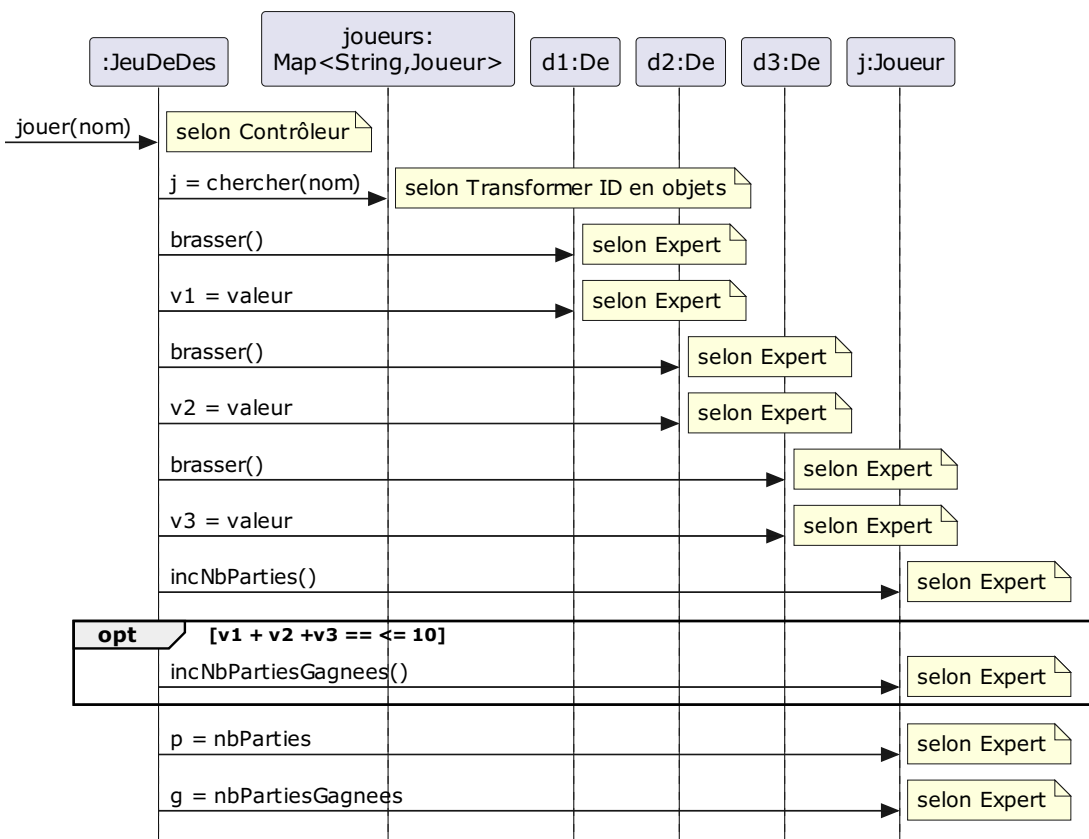 :JeuDeDes
joueurs:
Map<String,Joueur>
d1:De
d2:De
d3:De
j:Joueur
jouer(nom)
selon Contrôleur
j = chercher(nom)
selon Transformer ID en objets
brasser()
selon Expert
v1 = valeur
selon Expert
brasser()
selon Expert
v2 = valeur
selon Expert
brasser()
selon Expert
v3 = valeur
selon Expert
incNbParties()
selon Expert
opt
[v1 + v2 +v3 == <= 10]
incNbPartiesGagnees()
selon Expert
p = nbParties
selon Expert
g = nbPartiesGagnees
selon Expert